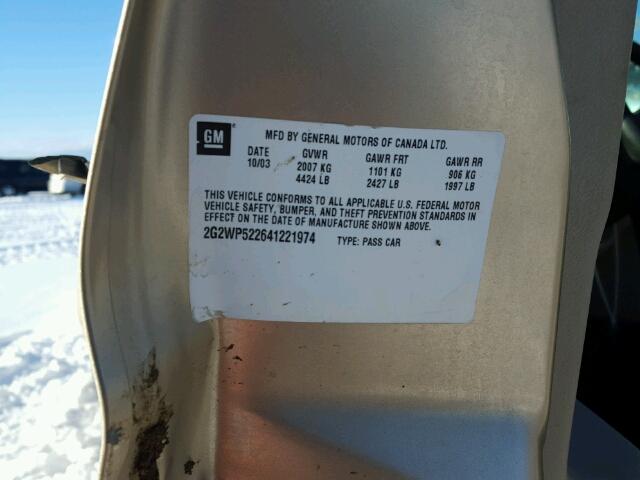 GM MFD BY GENERAL MOTORS OF CANADA LTD.
DATE GVWR GAWR FRT GAWR RR
10/03 2007 KG 1101 KG 906 KG
4424 LB 2427 LB 1997 LB
THIS VEHICLE CONFORMS TO ALL APPLICABLE U.S. FEDERAL MOTOR
VEHICLE SAFETY, BUMPER, AND THEFT PREVENTION STANDARDS IN
EFFECT ON THE DATE OF MANUFACTURE SHOWN ABOVE.
2G2WP522641221974 TYPE: PASS CAR